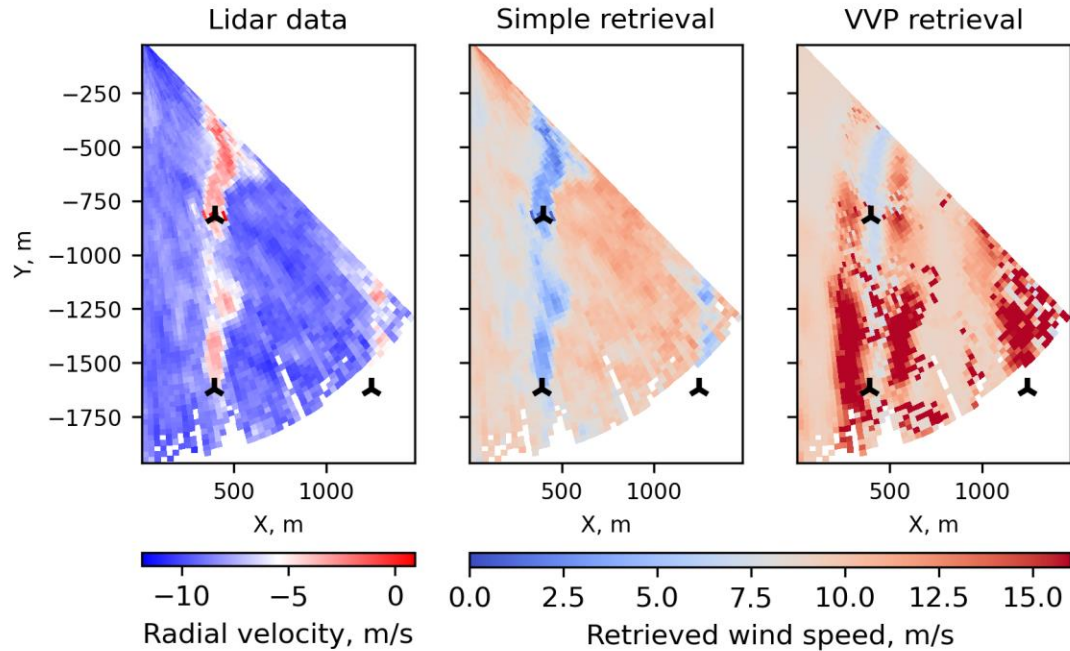 Lidar data Simple retrieval VVP retrieval
−250
−500
−750
−1000
−1250
−1500
−1750
Y, m
500 1000 500 1000 500 1000
X, m X, m X, m
−10 −5 0 0.0 2.5 5.0 7.5 10.0 12.5 15.0
Radial velocity, m/s Retrieved wind speed, m/s